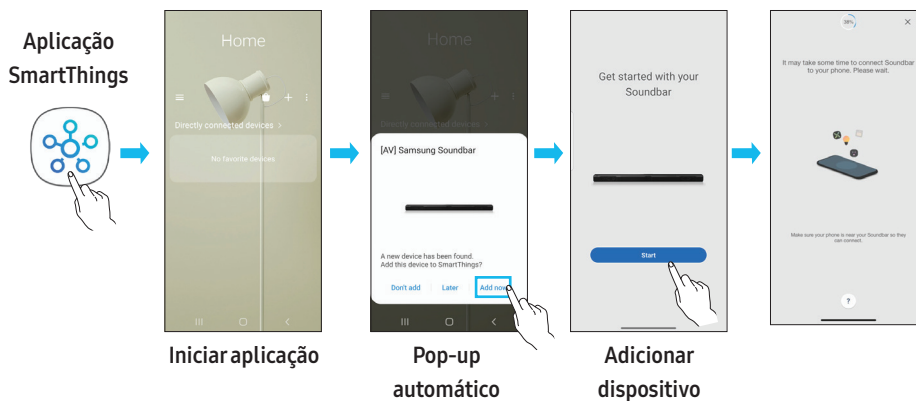 Aplicação
SmartThings
Home
Directly connected devices >
No favorite devices
Iniciar aplicação
Home
Directly connected devices >
No favorite devices
[AV] Samsung Soundbar
A new device has been found.
Add this device to SmartThings?
Don't add
Later
Add now
Pop-up
automático
Get started with your
Soundbar
Start
Adicionar
dispositivo
38%
It may take some time to connect Soundbar
to your phone. Please wait.
Make sure your phone is near your Soundbar so they
can connect.
?